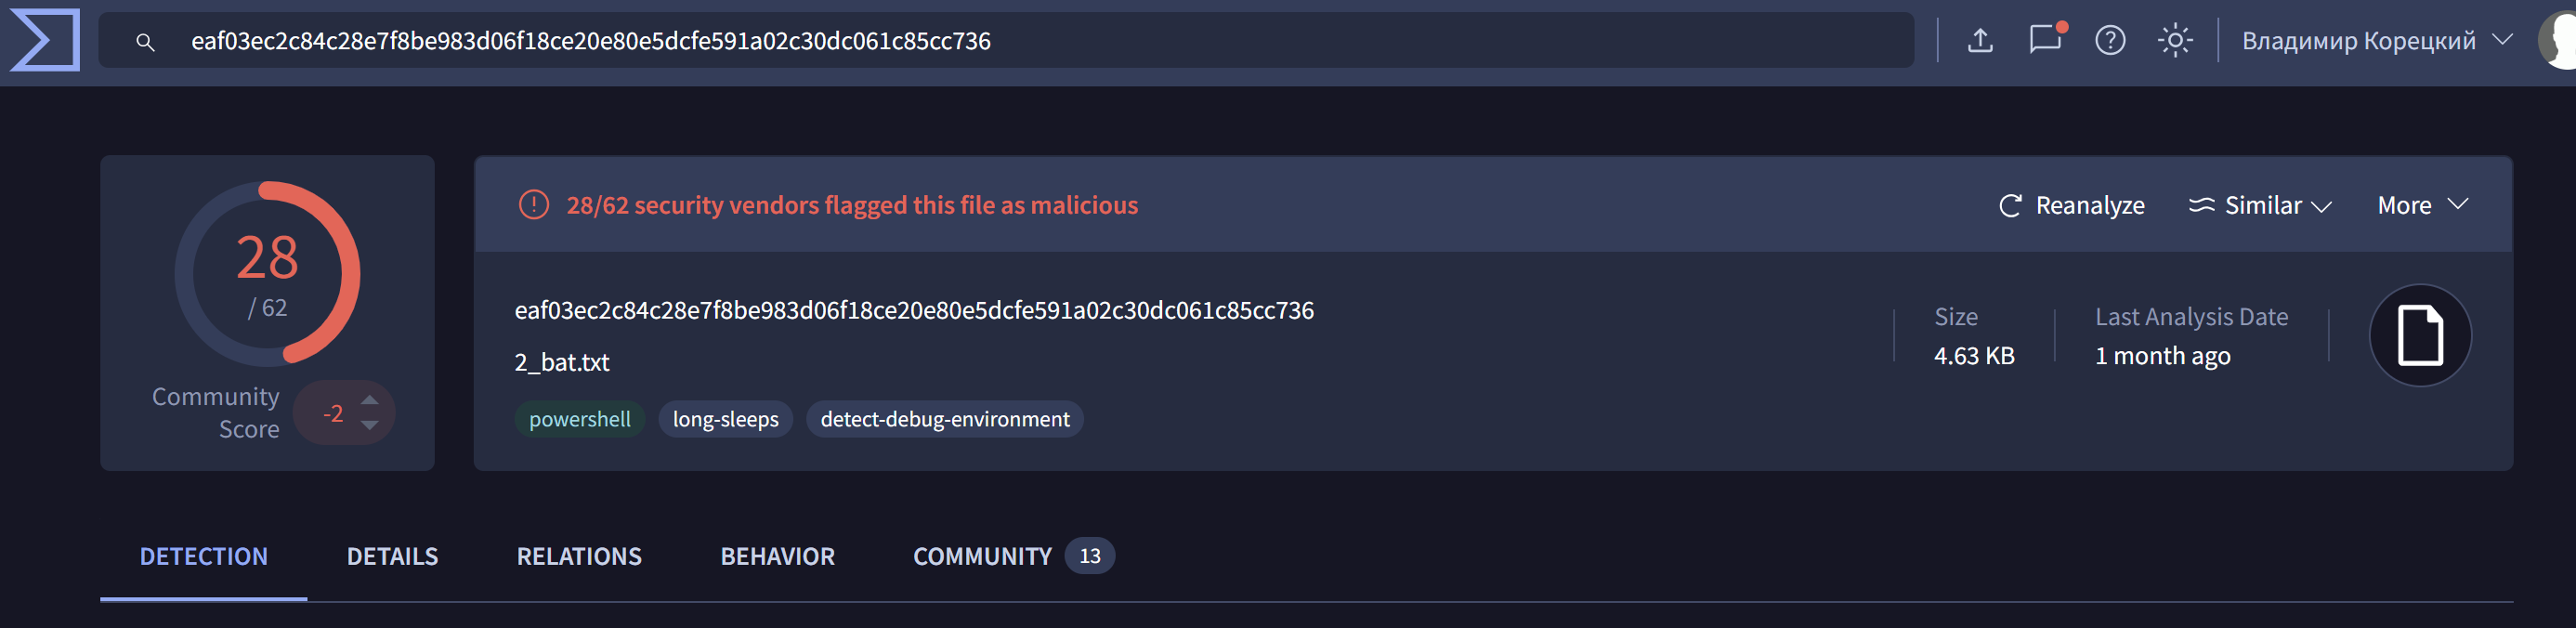 eaf03ec2c84c28e7f8be983d06f18ce20e80e5dcfe591a02c30dc061c85cc736
Владимир Корецкий
28
/ 62
Community
Score
-2
28/62 security vendors flagged this file as malicious
Reanalyze
Similar
More
eaf03ec2c84c28e7f8be983d06f18ce20e80e5dcfe591a02c30dc061c85cc736
2_bat.txt
powershell
long-sleeps
detect-debug-environment
Size
4.63 KB
Last Analysis Date
1 month ago
DETECTION
DETAILS
RELATIONS
BEHAVIOR
COMMUNITY 13